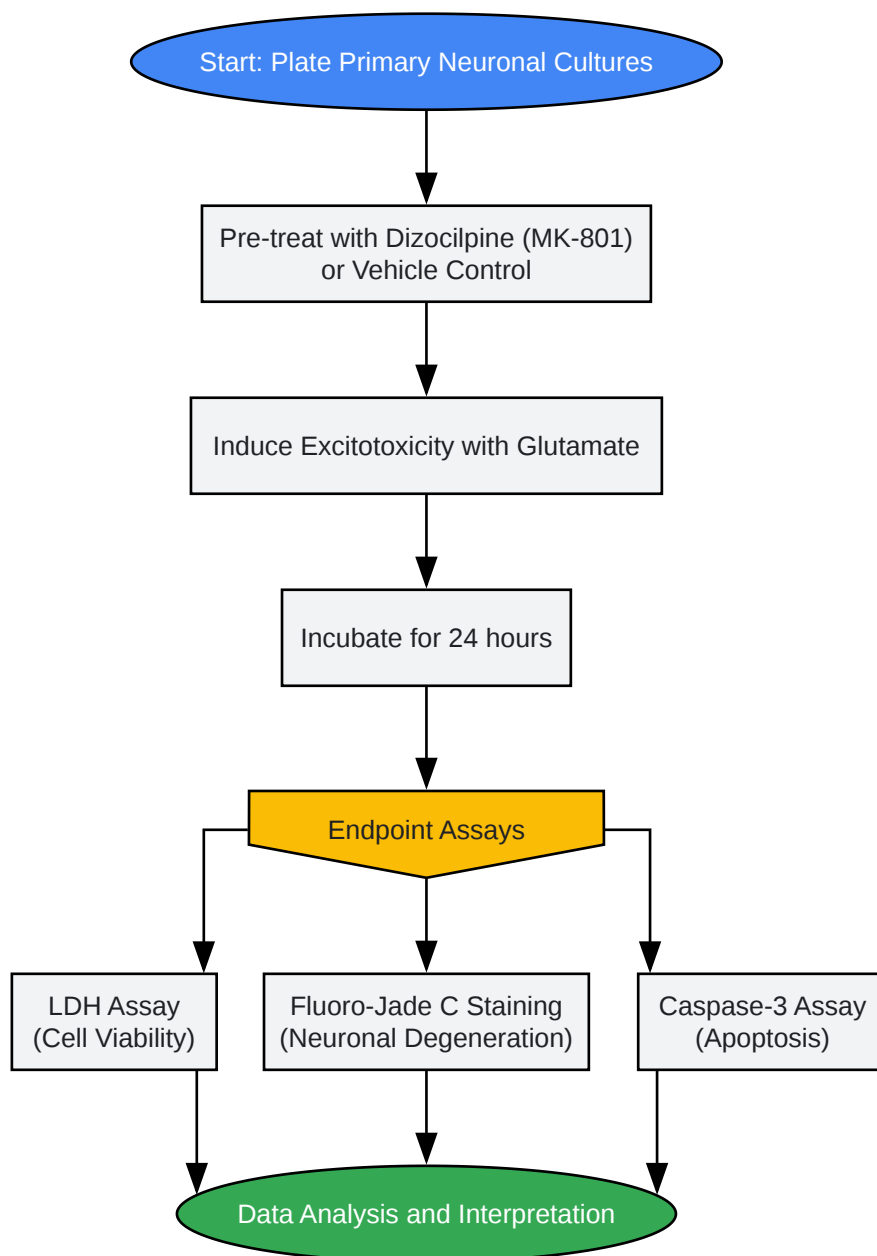 Start: Plate Primary Neuronal Cultures
Pre-treat with Dizocilpine (MK-801)
or Vehicle Control
Induce Excitotoxicity with Glutamate
Incubate for 24 hours
Endpoint Assays
LDH Assay
(Cell Viability)
Fluoro-Jade C Staining
(Neuronal Degeneration)
Caspase-3 Assay
(Apoptosis)
Data Analysis and Interpretation